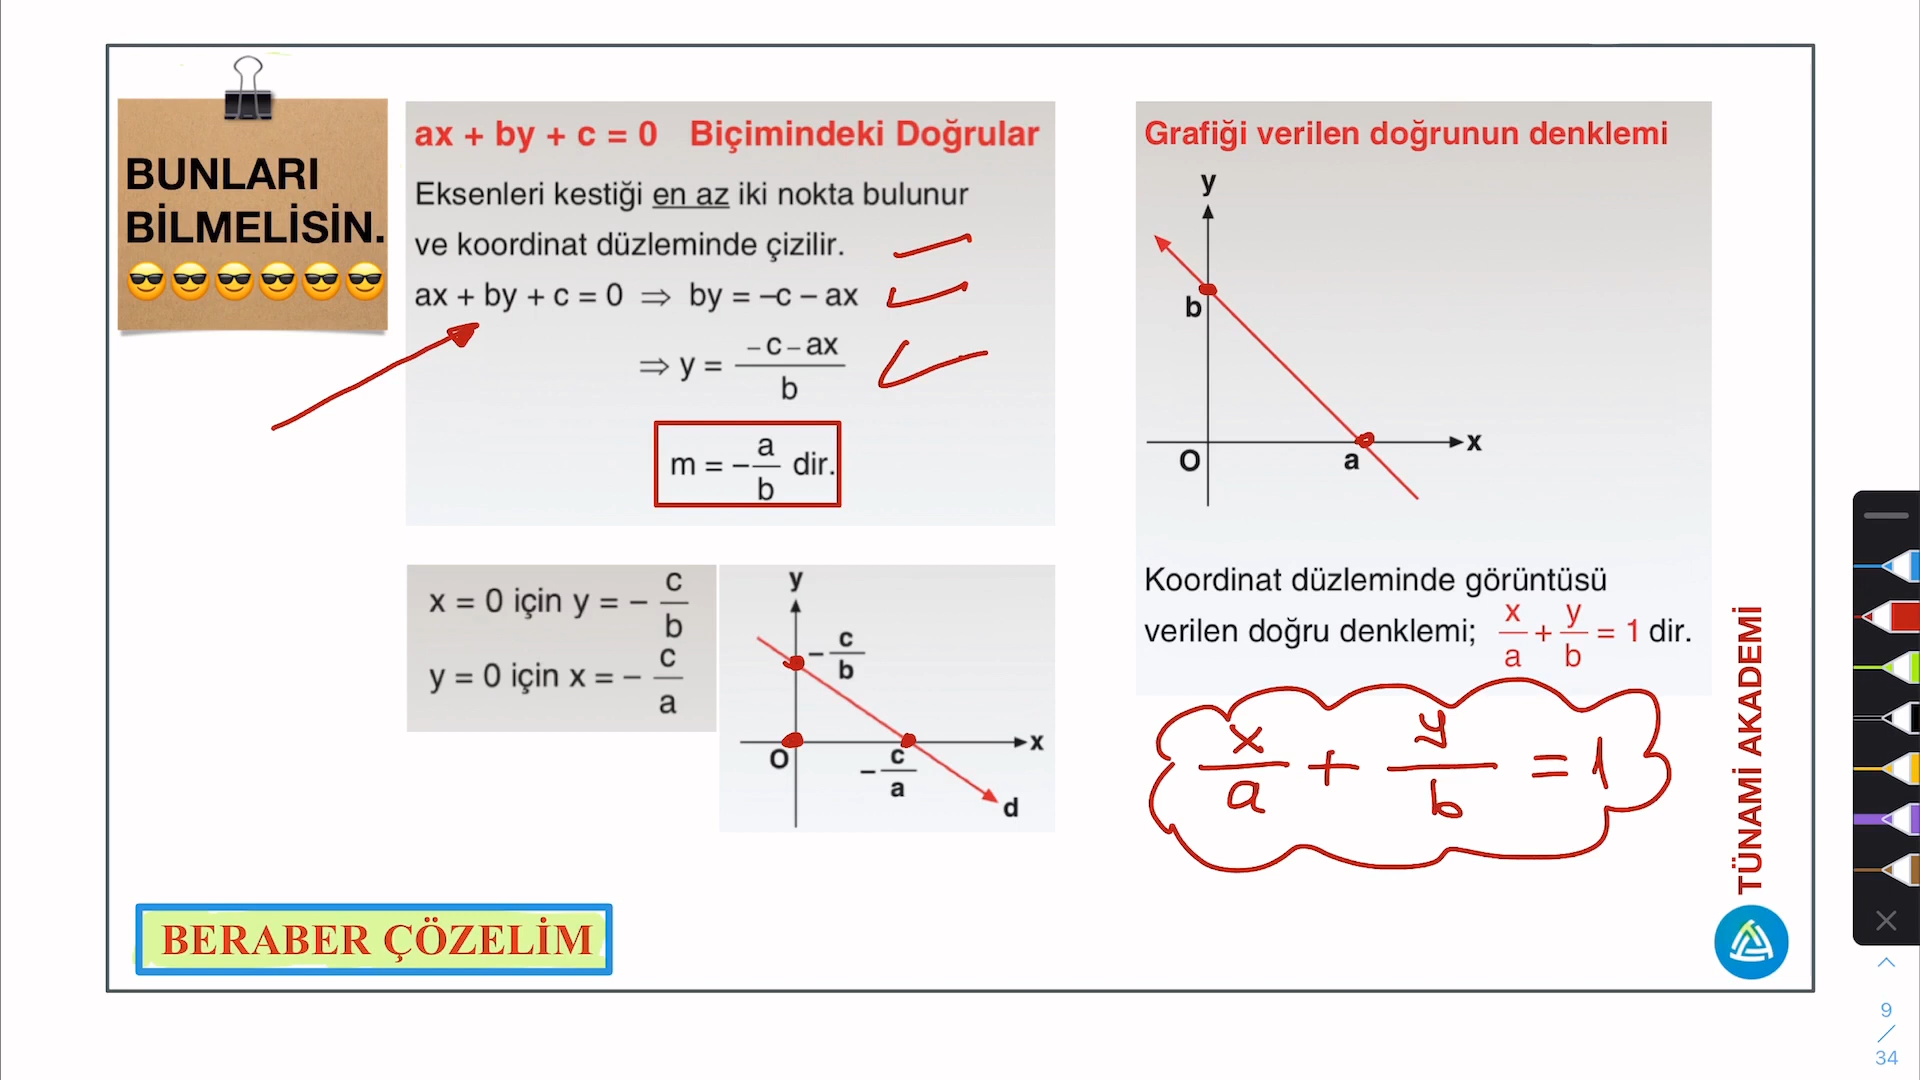 BUNLARI
BİLMELİSİN.
ax + by + c = 0 Biçimindeki Doğrular
Eksenleri kestiği en az iki nokta bulunur
ve koordinat düzleminde çizilir.
ax + by + c = 0 ⇒ by = –c – ax
⇒ y = (–c – ax) / b
m = – a/b dir.
x = 0 için y = – c/b
y = 0 için x = – c/a
y
– c/b
O
– c/a
x
d
Grafiği verilen doğrunun denklemi
y
b
O
a
x
Koordinat düzleminde görüntüsü
verilen doğru denklemi; x/a + y/b = 1 dir.
x/a + y/b = 1
TÜNAMİ AKADEMİ
BERABER ÇÖZELİM
9
/
34